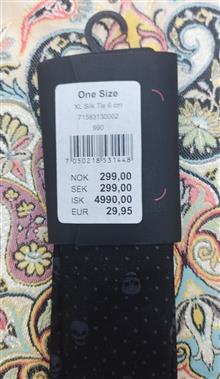 One Size
XL Silk Tie 6 cm
71583130002
990
7050218531448
NOK 299,00
SEK 299,00
ISK 4990,00
EUR 29,95